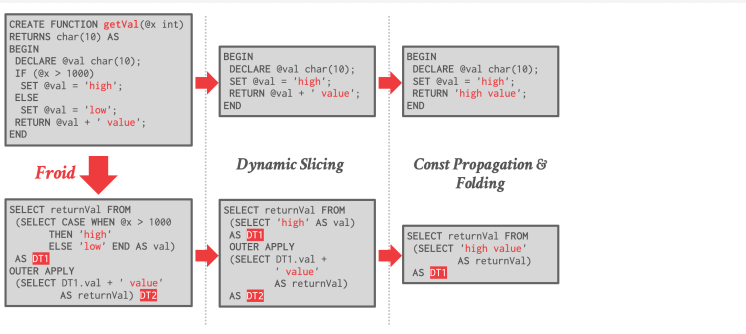 CREATE FUNCTION getVal(@x int)
RETURNS char(10) AS
BEGIN
DECLARE @val char(10);
IF (@x > 1000)
SET @val = 'high';
ELSE
SET @val = 'low';
RETURN @val + ' value';
END
BEGIN
DECLARE @val char(10);
SET @val = 'high';
RETURN @val + ' value';
END
BEGIN
DECLARE @val char(10);
SET @val = 'high';
RETURN 'high value';
END
Froid
Dynamic Slicing
Const Propagation &
Folding
SELECT returnVal FROM
(SELECT CASE WHEN @x > 1000
THEN 'high'
ELSE 'low' END AS val)
AS DT1
OUTER APPLY
(SELECT DT1.val + ' value'
AS returnVal) DT2
SELECT returnVal FROM
(SELECT 'high' AS val)
AS DT1
OUTER APPLY
(SELECT DT1.val +
' value'
AS returnVal)
AS DT2
SELECT returnVal FROM
(SELECT 'high value'
AS returnVal)
AS DT1